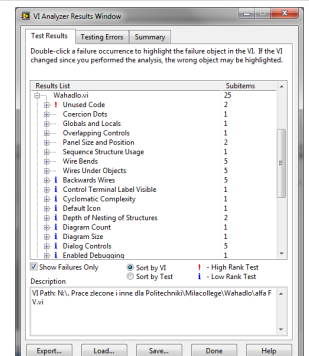 VI Analyzer Results Window
Test Results Testing Errors Summary
Double-click a failure occurrence to highlight the failure object in the VI. If the VI
changed since you performed the analysis, the wrong object may be highlighted.
Results List Subitems
Wahadlo.vi 25
! Unused Code 2
Coercion Dots 1
Globals and Locals 1
Overlapping Controls 1
Panel Size and Position 2
Sequence Structure Usage 1
Wire Bends 5
Wires Under Objects 5
i Backwards Wires 5
i Control Terminal Label Visible 1
i Cyclomatic Complexity 1
i Default Icon 1
i Depth of Nesting of Structures 2
i Diagram Count 1
i Diagram Size 1
i Dialog Controls 5
i Enabled Debugging 1
Show Failures Only Sort by VI ! - High Rank Test
Sort by Test i - Low Rank Test
Description
VI Path: N:\. Prace zlecone i inne dla Politechniki\Milacollege\Wahadlo\alfa F
V.vi
Export... Load... Save... Done Help